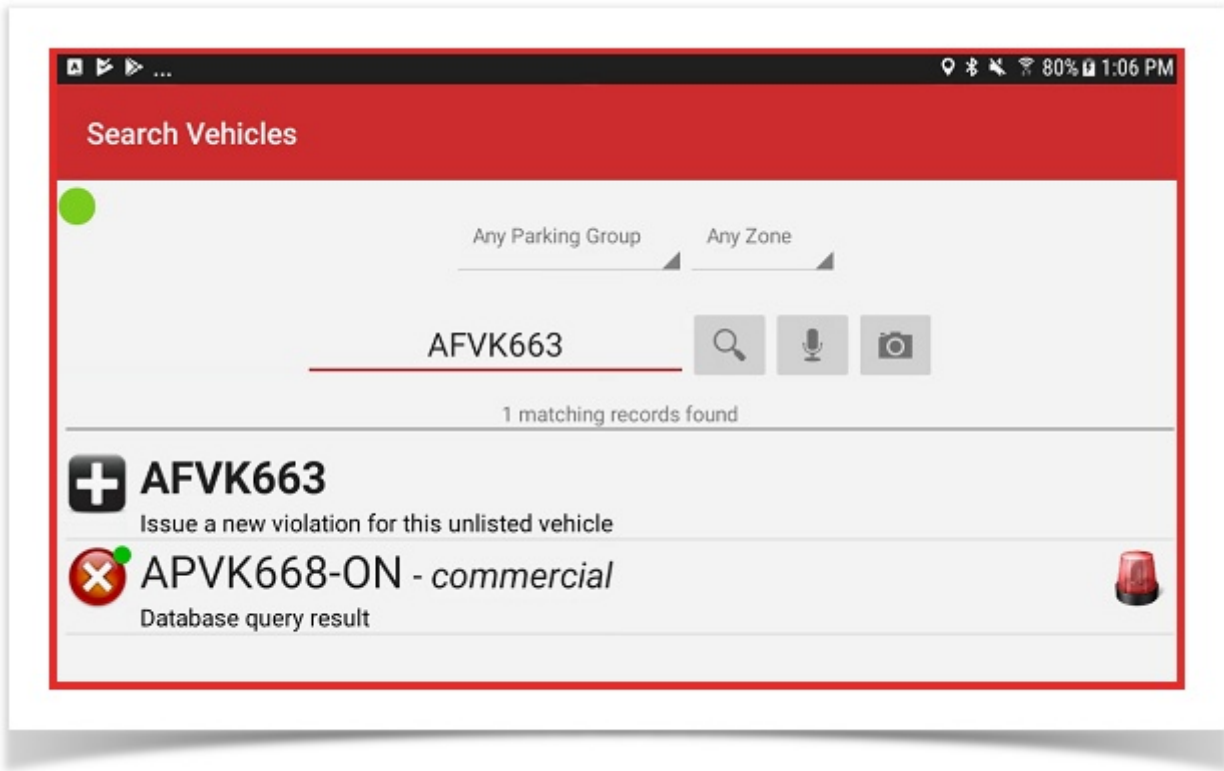 ... 80% 1:06 PM
Search Vehicles
Any Parking Group Any Zone
AFVK663
1 matching records found
AFVK663
Issue a new violation for this unlisted vehicle
APVK668-ON - commercial
Database query result